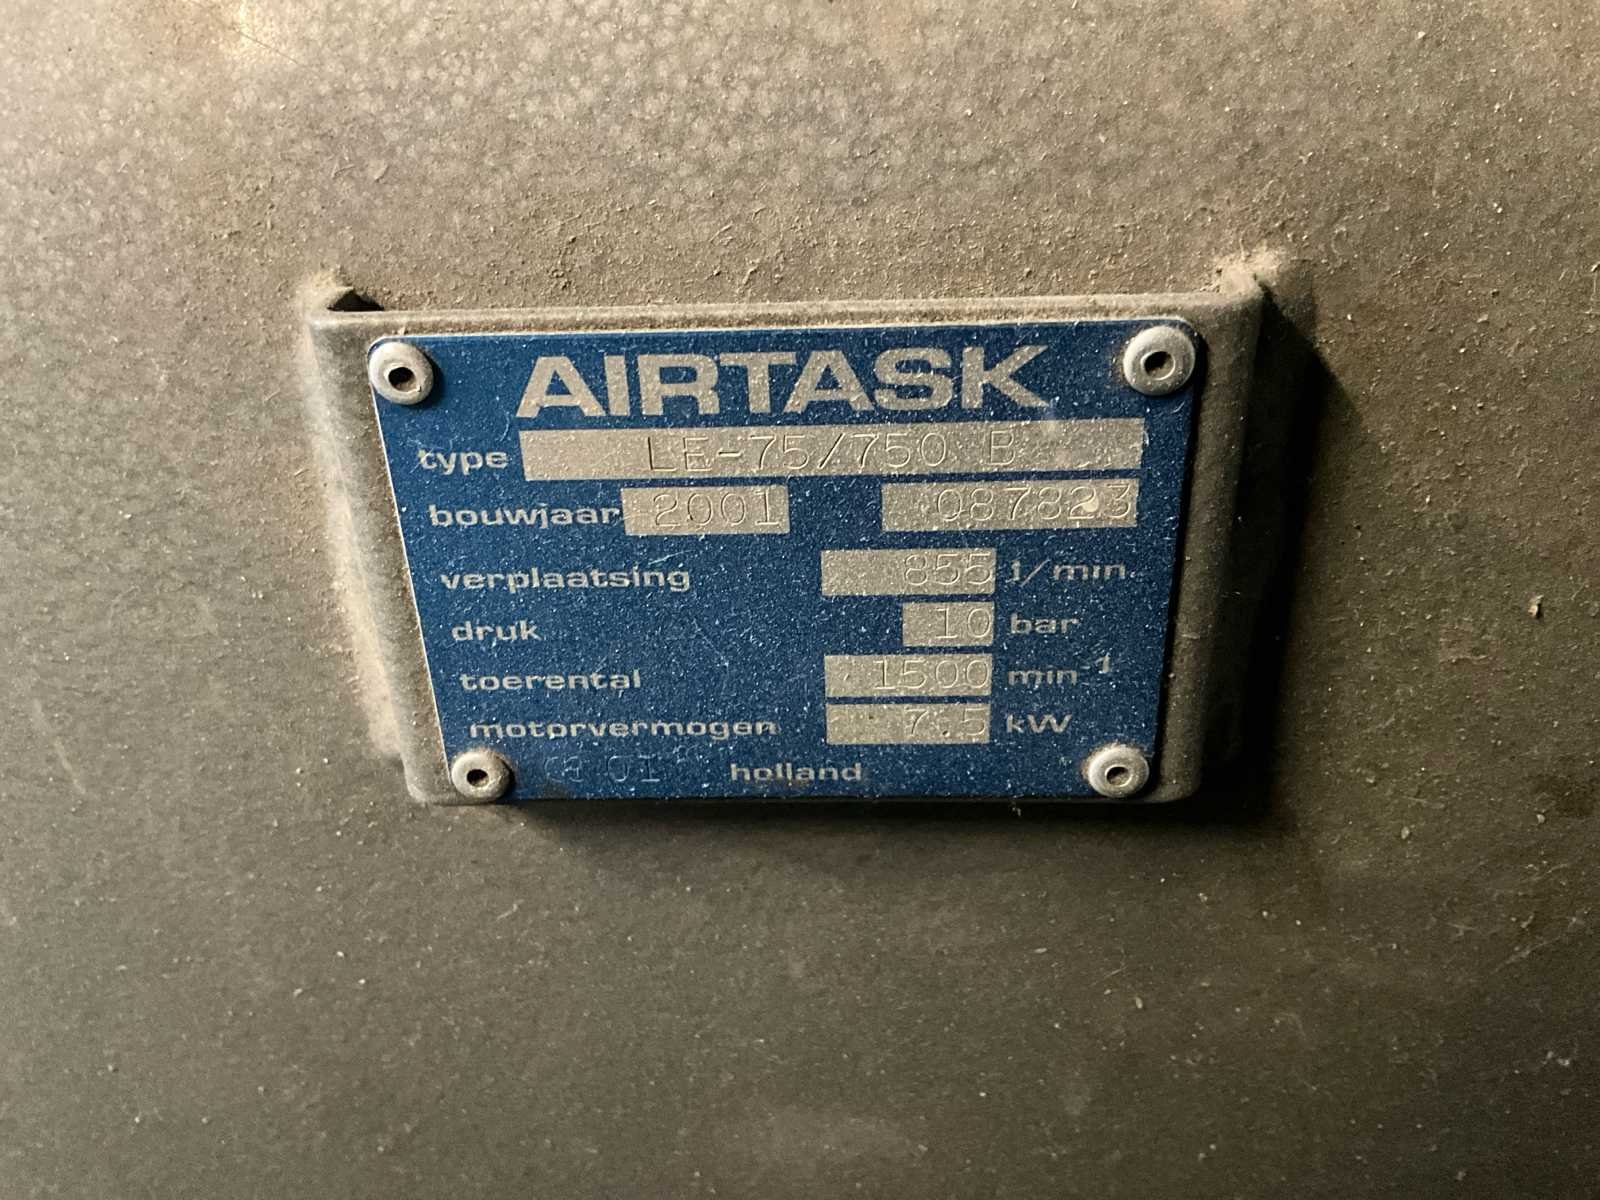 AIRTASK
type LE-75/750 B
bouwjaar 2001 087823
verplaatsing 855 l/min
druk 10 bar
toerental 1500 min⁻¹
motorvermogen 7.5 kW
01 holland